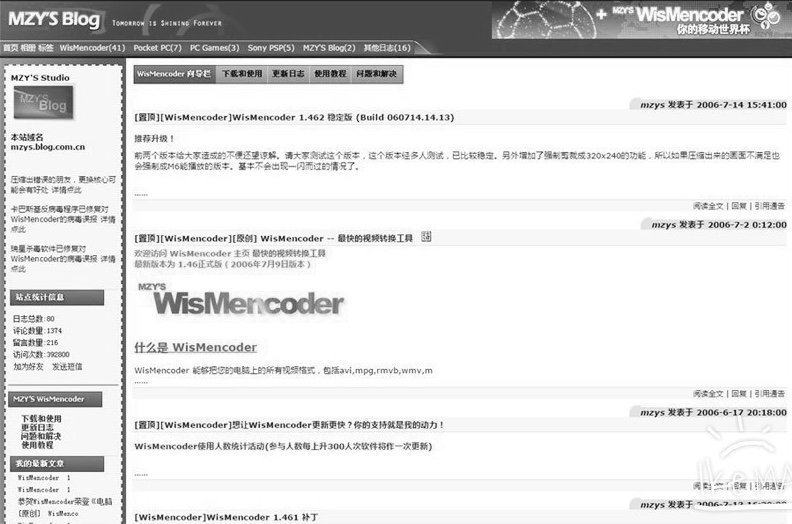 MZY'S Blog TOMORROW IS SHINING FOREVER
MZY'S WisMencoder
你的移动世界杯
首页 相册 标签 WisMencoder(41) Pocket PC(7) PC Games(3) Sony PSP(5) MZY'S Blog(2) 其他日志(16)
MZY'S Studio
MZY'S Blog
本站域名
mzys.blog.com.cn
压缩出错误的朋友，更换核心可
能会有好处 详情点此
卡巴斯基反病毒程序已修复对
WisMencoder的病毒误报 详情
点此
瑞星杀毒软件已修复对
WisMencoder的病毒误报 详情
点此
站点统计信息
日志总数:80
评论数量:1374
留言数量:216
访问次数:392800
加为好友 发送短信
MZY'S WisMencoder
下载和使用
更新日志
问题和解决
使用教程
我的最新文章
WisMencoder 1
WisMencoder 1
恭贺WisMencoder荣登《电脑
[原创] WisMenco
WisMencoder 向导栏 下载和使用 更新日志 使用教程 问题和解决
mzys 发表于 2006-7-14 15:41:00
[置顶][WisMencoder]WisMencoder 1.462 稳定版 (Build 060714.14.13)
推荐升级！
前两个版本给大家造成的不便还望谅解。请大家测试这个版本，这个版本经多人测试，已比较稳定。另外增加了强制剪裁成320x240的功能，所以如果压缩出来的画面不满足也
会强制成M6能播放的版本。基本不会出现一闪而过的情况了。
......
阅读全文 | 回复 | 引用通告
mzys 发表于 2006-7-2 0:12:00
[置顶][WisMencoder][原创] WisMencoder -- 最快的视频转换工具
欢迎访问 WisMencoder 主页 最快的视频转换工具
最新版本为 1.46正式版（2006年7月9日版本）
MZY'S WisMencoder
什么是 WisMencoder
WisMencoder 能够把您的电脑上的所有视频格式，包括avi,mpg,rmvb,wmv,m
......
阅读全文 | 回复 | 引用通告
mzys 发表于 2006-6-17 20:18:00
[置顶][WisMencoder]想让WisMencoder更新更快？你的支持就是我的动力！
WisMencoder使用人数统计活动(参与人数每上升300人次软件将作一次更新)
......
阅读全文 | 回复 | 引用通告
mzys 发表于
[WisMencoder]WisMencoder 1.461 补丁